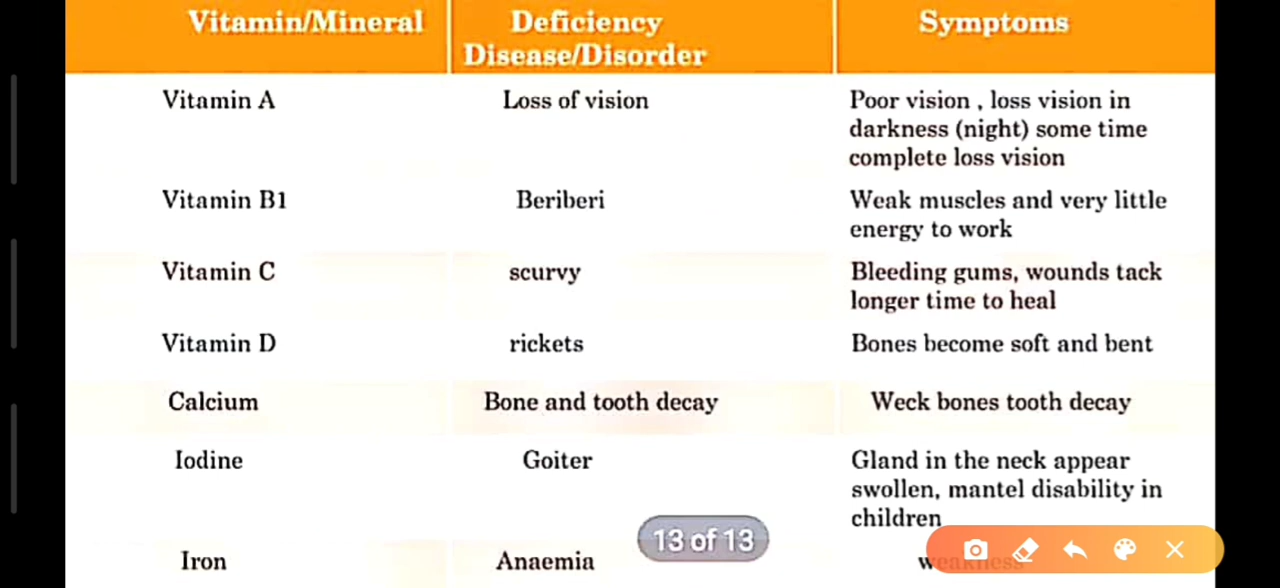 Vitamin/Mineral
Deficiency
Disease/Disorder
Symptoms
Vitamin A
Loss of vision
Poor vision , loss vision in
darkness (night) some time
complete loss vision
Vitamin B1
Beriberi
Weak muscles and very little
energy to work
Vitamin C
scurvy
Bleeding gums, wounds tack
longer time to heal
Vitamin D
rickets
Bones become soft and bent
Calcium
Bone and tooth decay
Weck bones tooth decay
Iodine
Goiter
Gland in the neck appear
swollen, mantel disability in
children
Iron
Anaemia
weakness
13 of 13